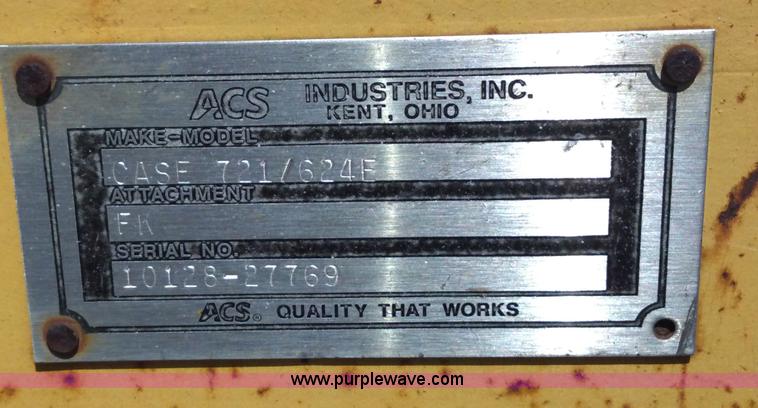 ACS INDUSTRIES, INC.
KENT, OHIO
MAKE-MODEL
CASE 721/624E
ATTACHMENT
FK
SERIAL NO.
10128-27769
ACS® QUALITY THAT WORKS
www.purplewave.com